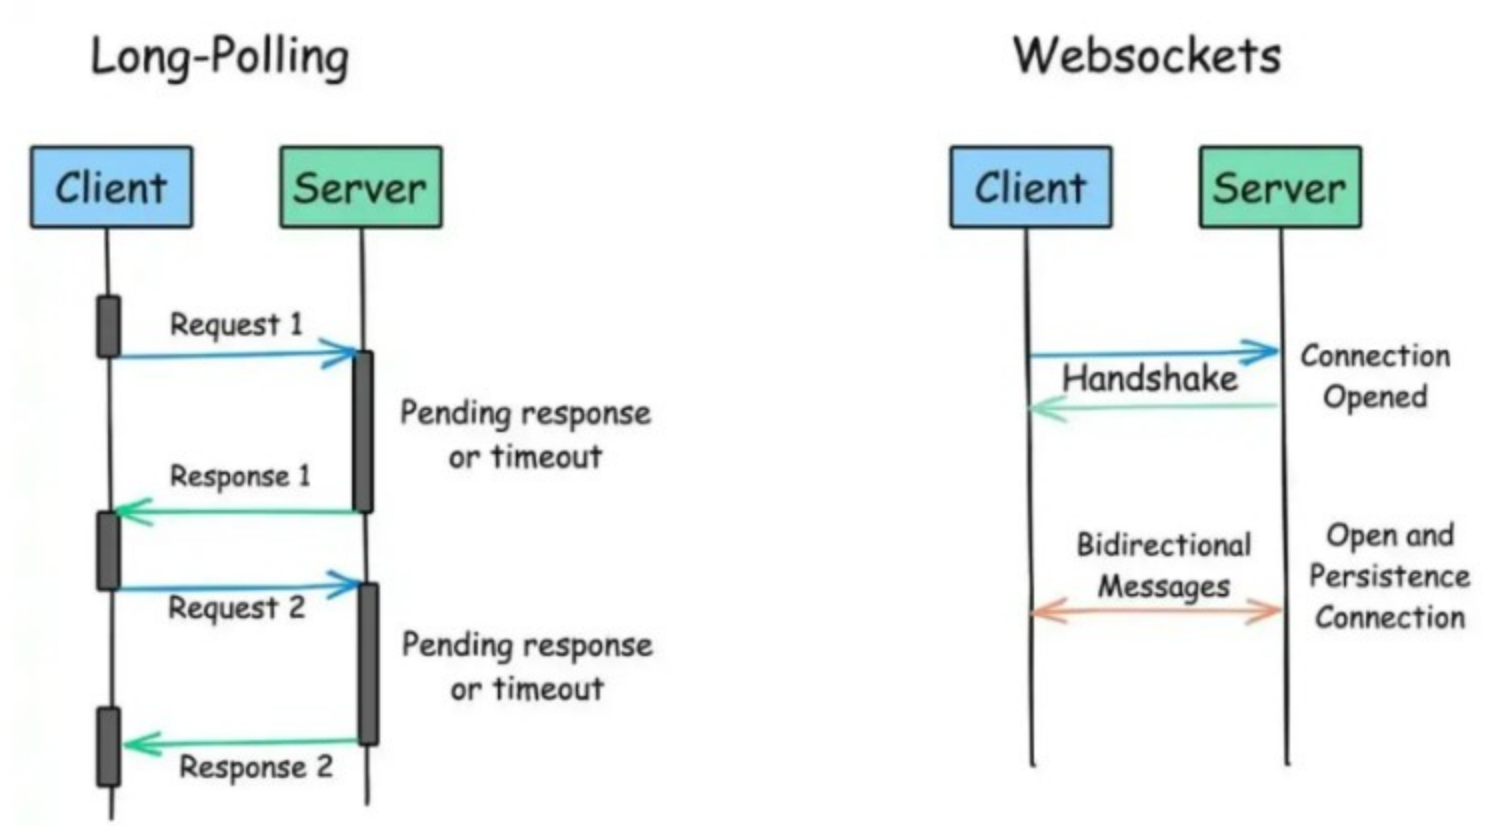 Long-Polling
Client
Server
Request 1
Pending response
or timeout
Response 1
Request 2
Pending response
or timeout
Response 2
Websockets
Client
Server
Handshake
Connection
Opened
Bidirectional
Messages
Open and
Persistence
Connection